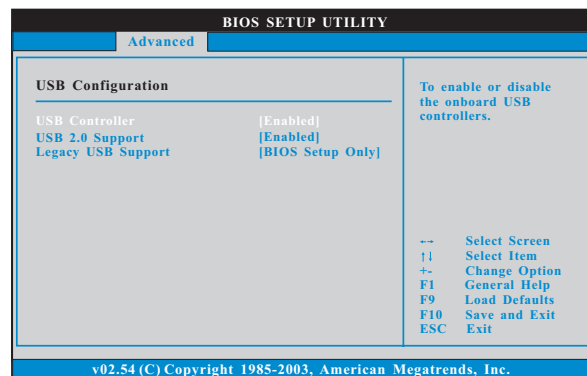 BIOS SETUP UTILITY
Advanced
USB Configuration
USB Controller [Enabled]
USB 2.0 Support [Enabled]
Legacy USB Support [BIOS Setup Only]
To enable or disable
the onboard USB
controllers.
←→ Select Screen
↑↓ Select Item
+- Change Option
F1 General Help
F9 Load Defaults
F10 Save and Exit
ESC Exit
v02.54 (C) Copyright 1985-2003, American Megatrends, Inc.